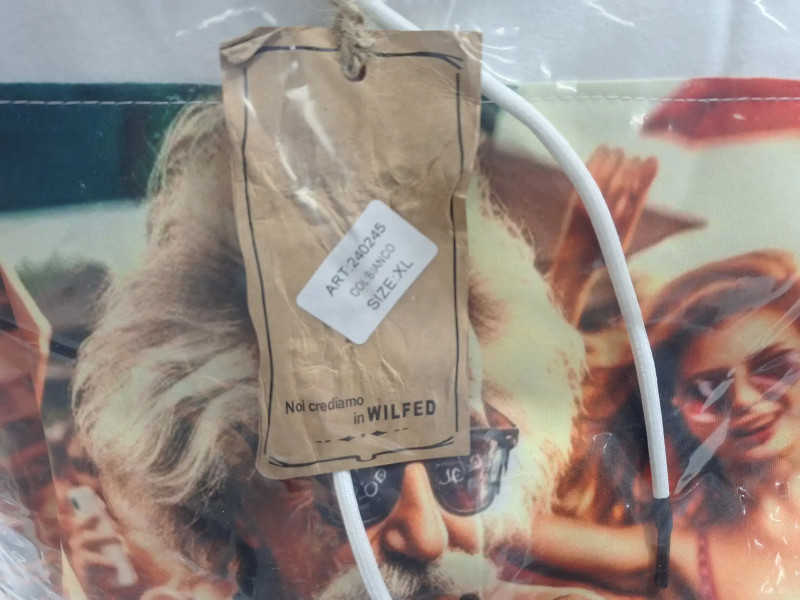 ART:240245
COL:BIANCO
SIZE:XL
Noi crediamo
in WILFED